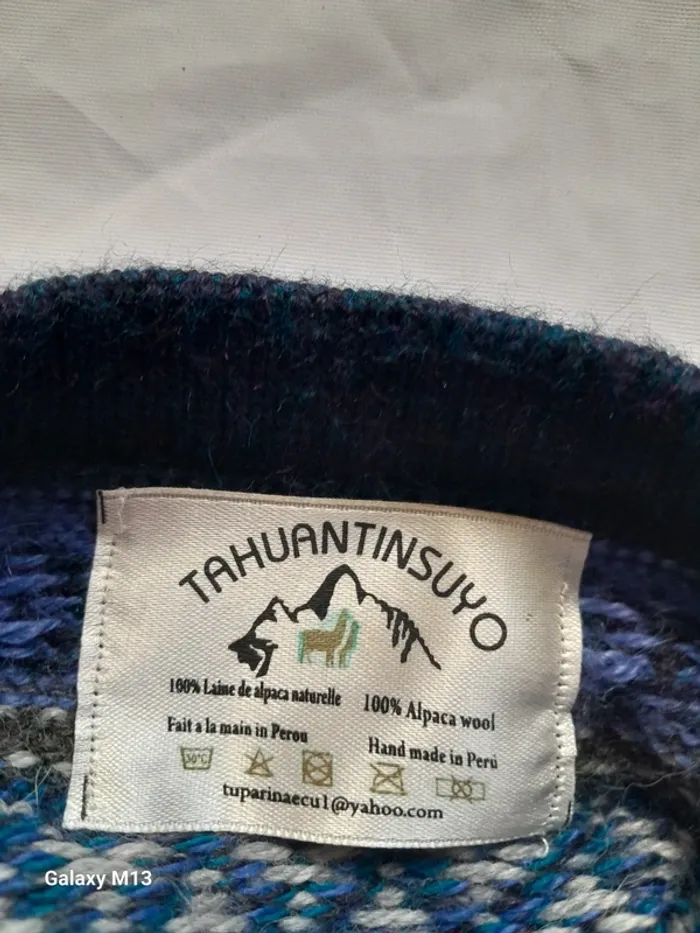 TAHUANTINSUYO
100% Laine de alpaca naturelle
100% Alpaca wool
Fait a la main in Perou
Hand made in Perú
30°C
tuparinaecu1@yahoo.com
Galaxy M13